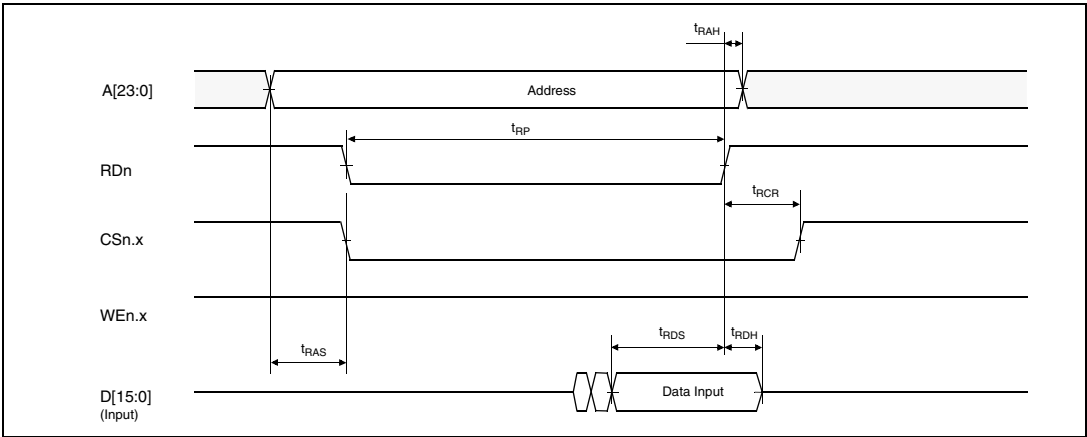 tRAH
A[23:0]
Address
tRP
RDn
tRCR
CSn.x
WEn.x
tRDS
tRDH
tRAS
D[15:0]
Data Input
(Input)